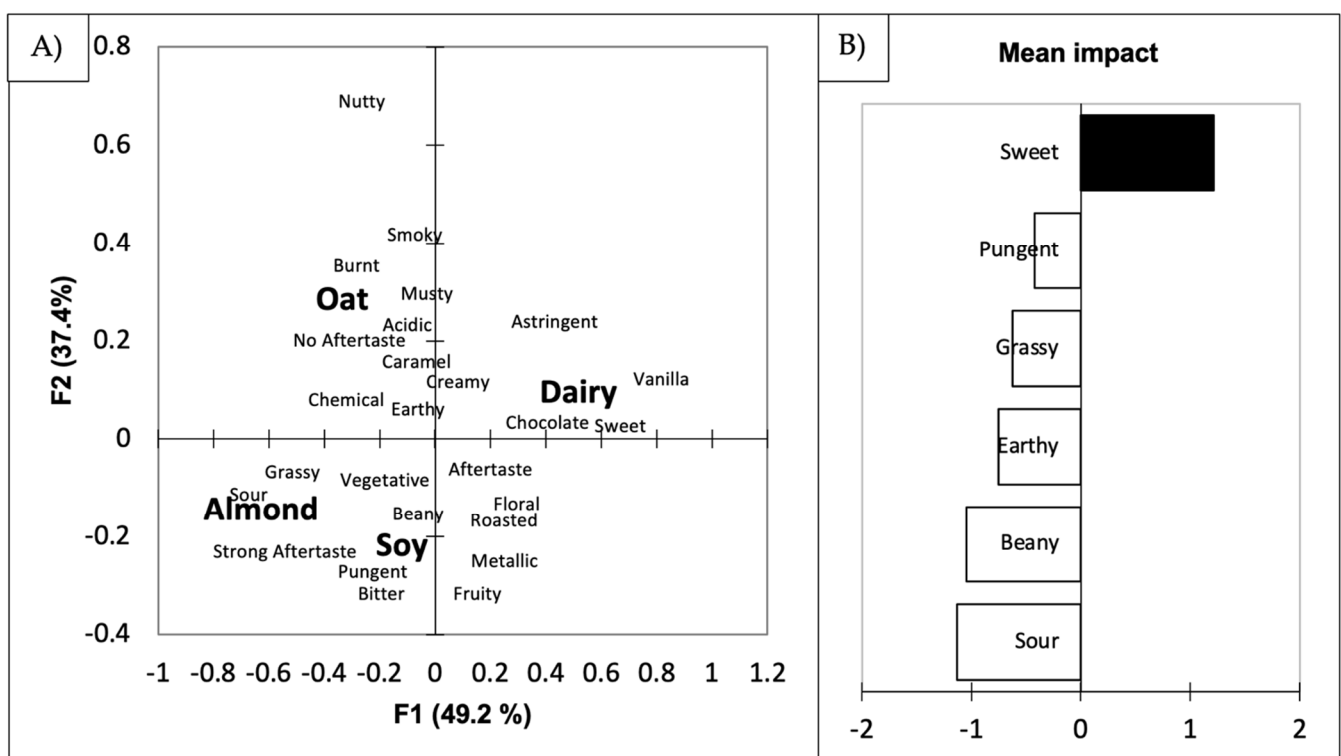 A)
0.8
Nutty
0.6
Smoky
0.4
Burnt
Oat
Musty
Acidic
Astringent
No Aftertaste
0.2
Caramel
Creamy
Vanilla
Dairy
Chemical
Earthy
Chocolate
Sweet
0
Grassy
Aftertaste
Vegetative
Sour
Almond
Floral
Beany
Roasted
-0.2
Soy
Strong Aftertaste
Metallic
Pungent
Bitter
Fruity
-0.4
F2 (37.4%)
-1 -0.8 -0.6 -0.4 -0.2 0 0.2 0.4 0.6 0.8 1 1.2
F1 (49.2 %)
B)
Mean impact
Sweet
Pungent
Grassy
Earthy
Beany
Sour
-2 -1 0 1 2